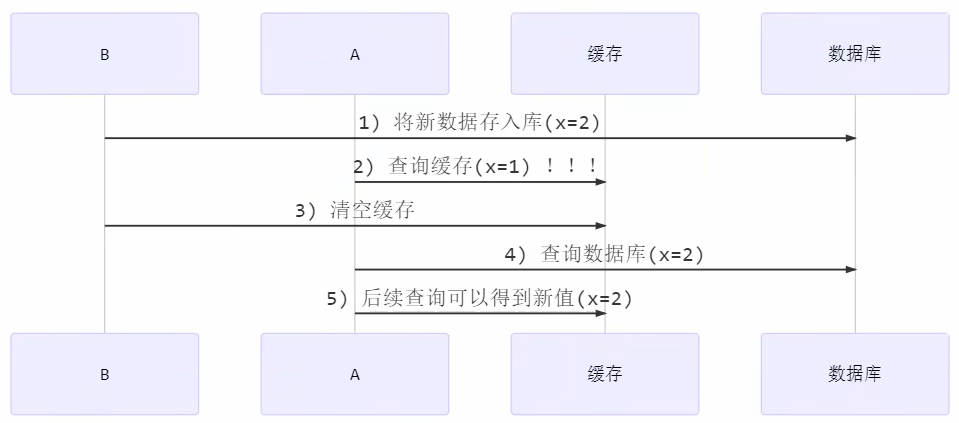 B
A
缓存
数据库
1) 将新数据存入库(x=2)
2) 查询缓存(x=1) ！！！
3) 清空缓存
4) 查询数据库(x=2)
5) 后续查询可以得到新值(x=2)
B
A
缓存
数据库